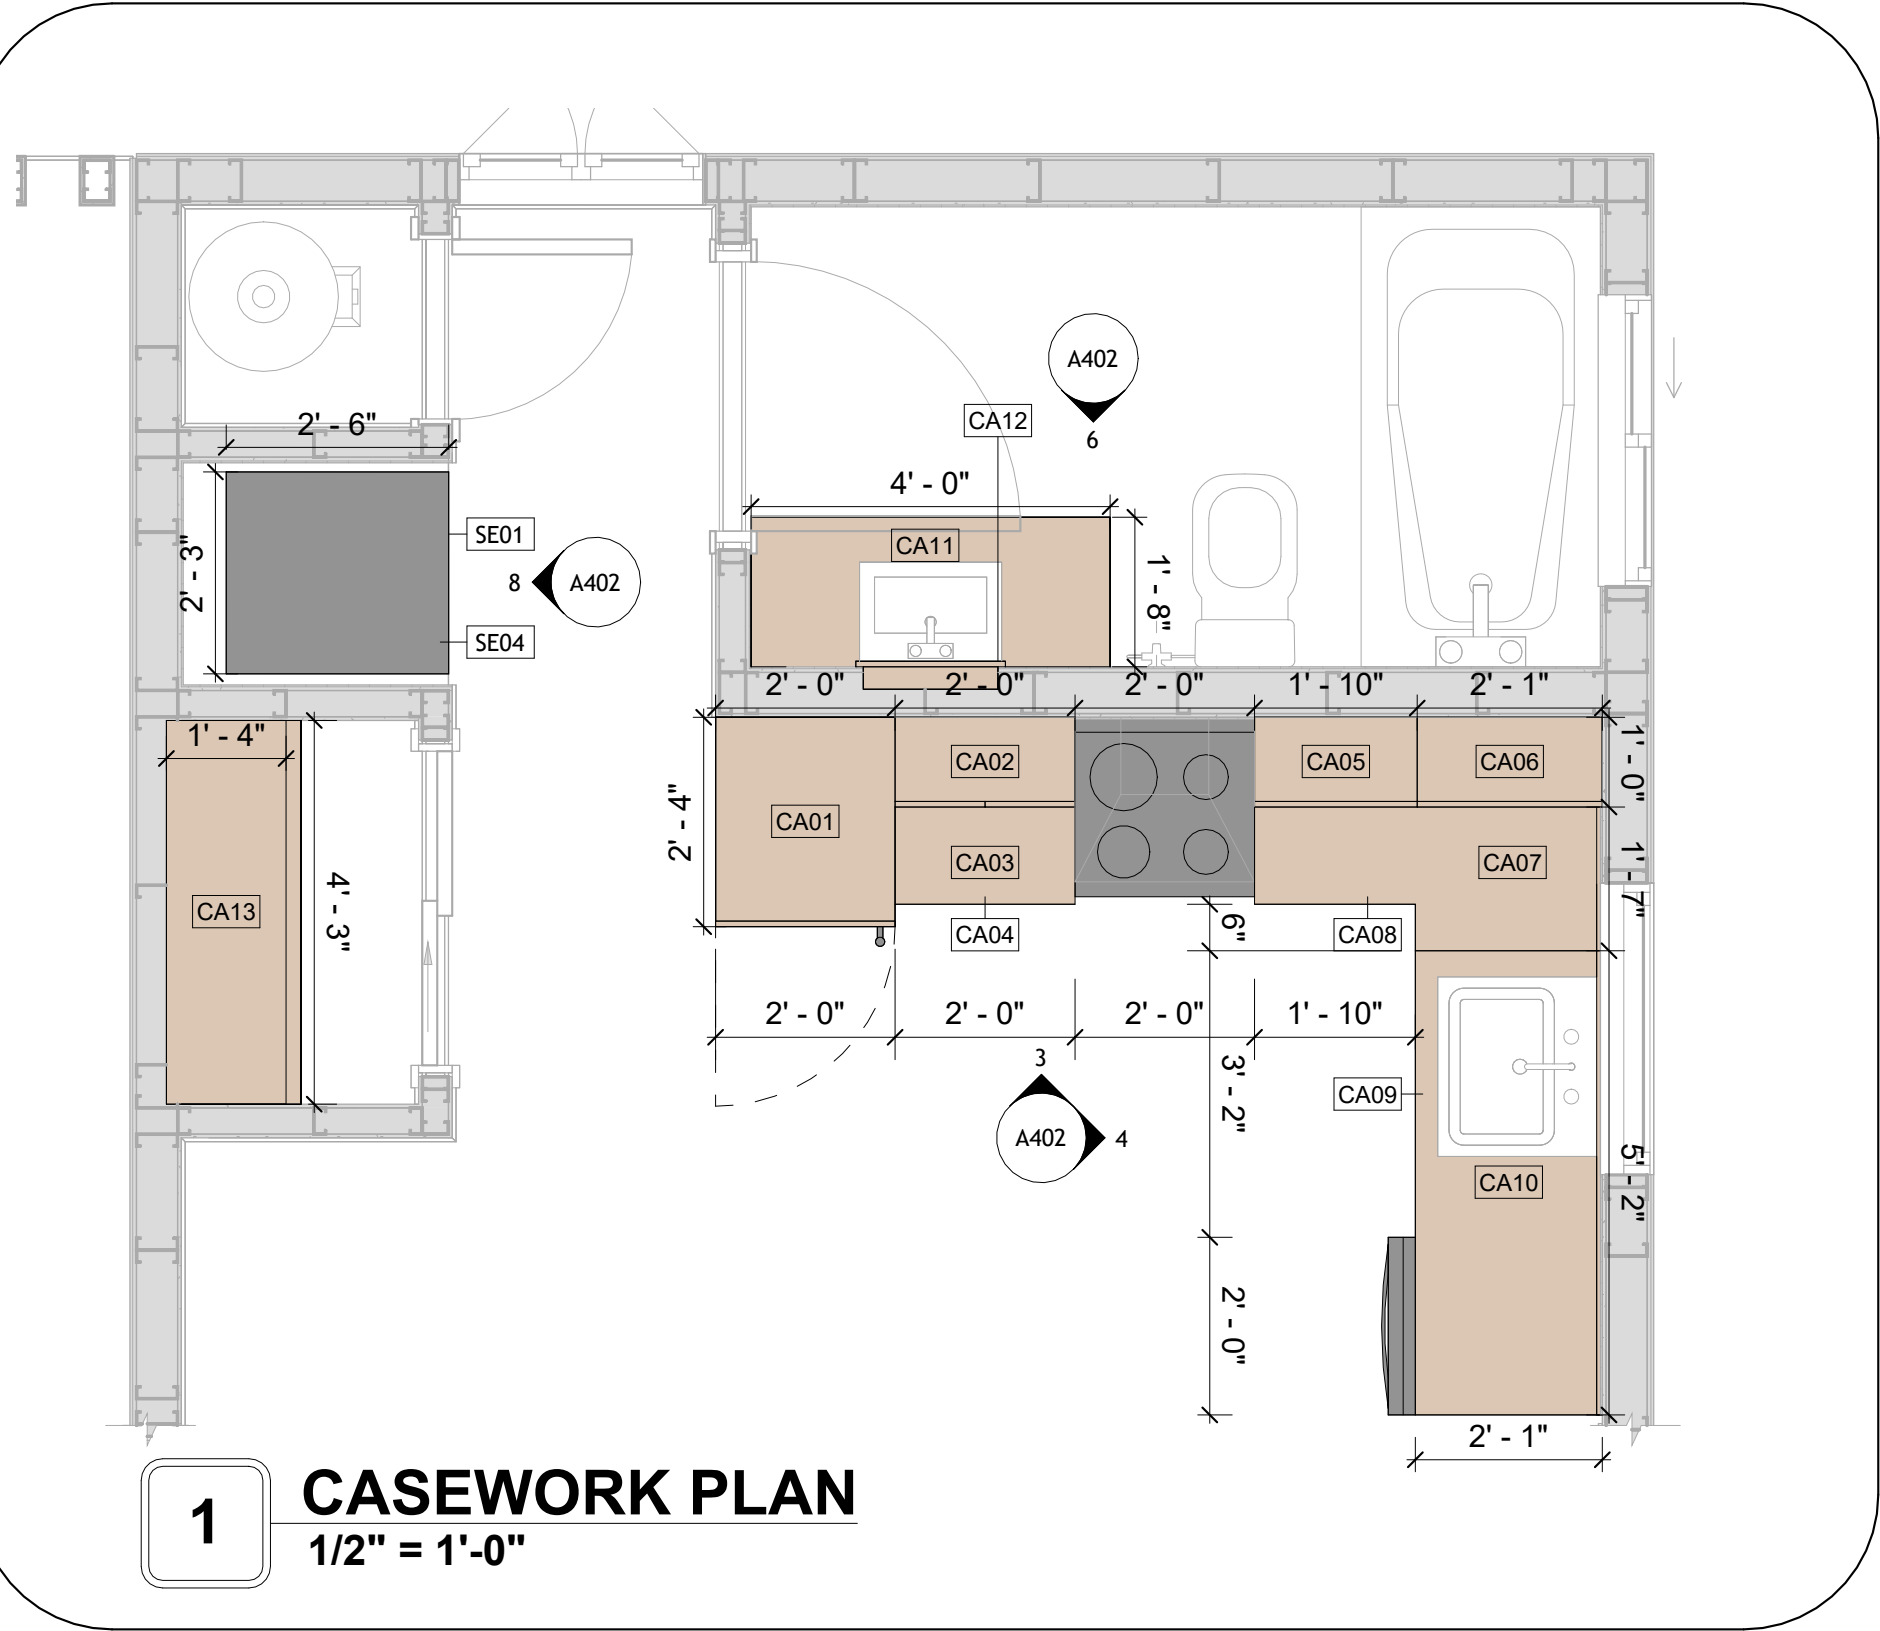 A402
6
CA12
2' - 6"
4' - 0"
SE01
CA11
2' - 3"
8
A402
1' - 8"
SE04
2' - 0"
2' - 0"
2' - 0"
1' - 10"
2' - 1"
1' - 4"
CA02
CA05
CA06
1' - 0"
2' - 4"
CA01
CA03
CA07
1' - 7"
CA13
4' - 3"
CA04
6"
CA08
2' - 0"
2' - 0"
2' - 0"
1' - 10"
3
3' - 2"
CA09
A402
4
CA10
5' - 2"
2' - 0"
2' - 1"
1
CASEWORK PLAN
1/2" = 1'-0"